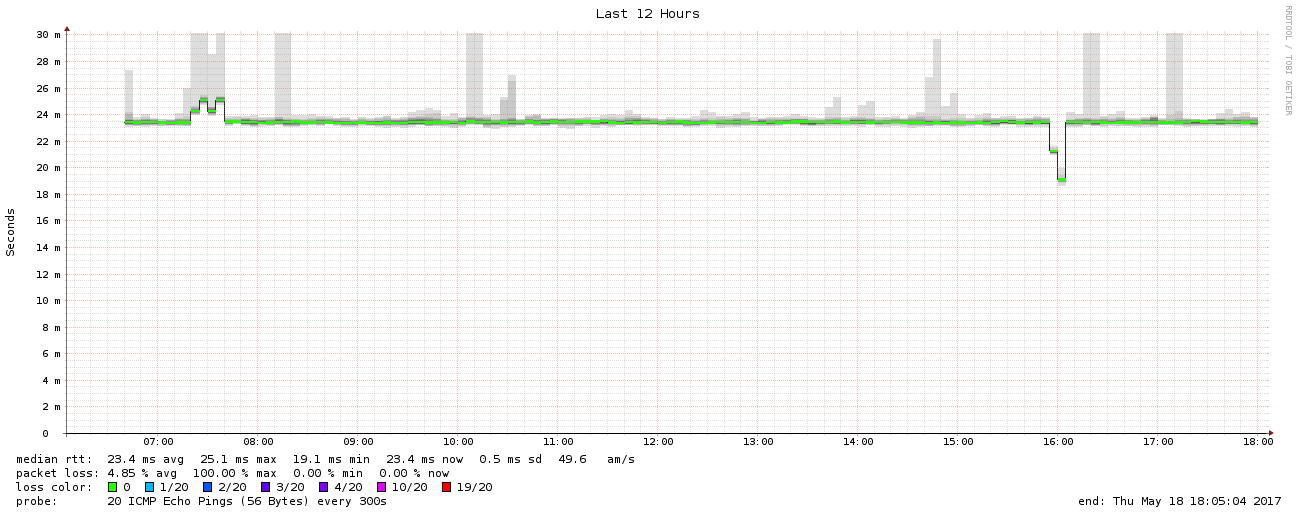 Last 12 Hours
RRDTOOL / TOBI OETIKER
Seconds
30 m
28 m
26 m
24 m
22 m
20 m
18 m
16 m
14 m
12 m
10 m
8 m
6 m
4 m
2 m
0
07:00 08:00 09:00 10:00 11:00 12:00 13:00 14:00 15:00 16:00 17:00 18:00
median rtt: 23.4 ms avg 25.1 ms max 19.1 ms min 23.4 ms now 0.5 ms sd 49.6 am/s
packet loss: 4.85 % avg 100.00 % max 0.00 % min 0.00 % now
loss color: 0 1/20 2/20 3/20 4/20 10/20 19/20
probe: 20 ICMP Echo Pings (56 Bytes) every 300s end: Thu May 18 18:05:04 2017